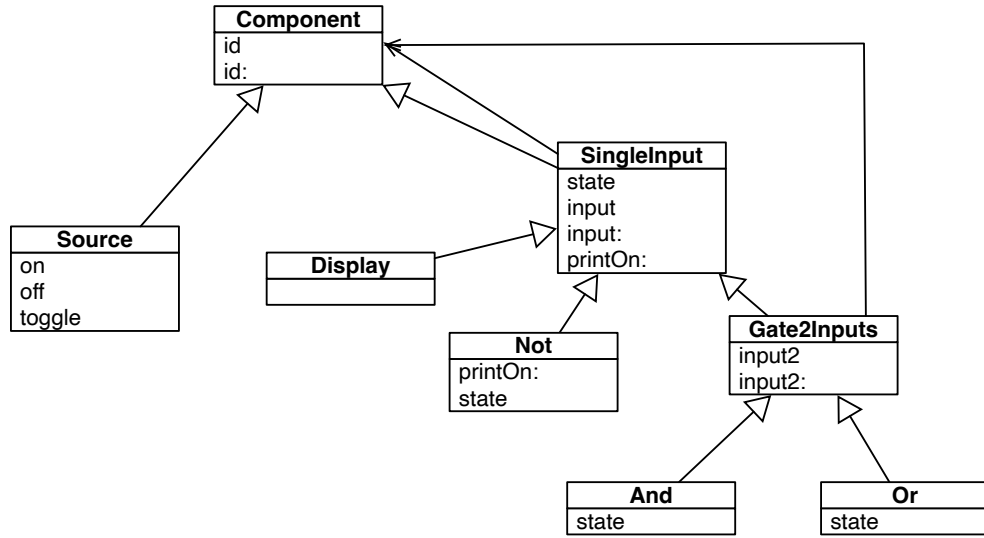 Component
id
id:
SingleInput
state
input
input:
printOn:
Source
on
off
toggle
Display
Not
printOn:
state
Gate2Inputs
input2
input2:
And
state
Or
state